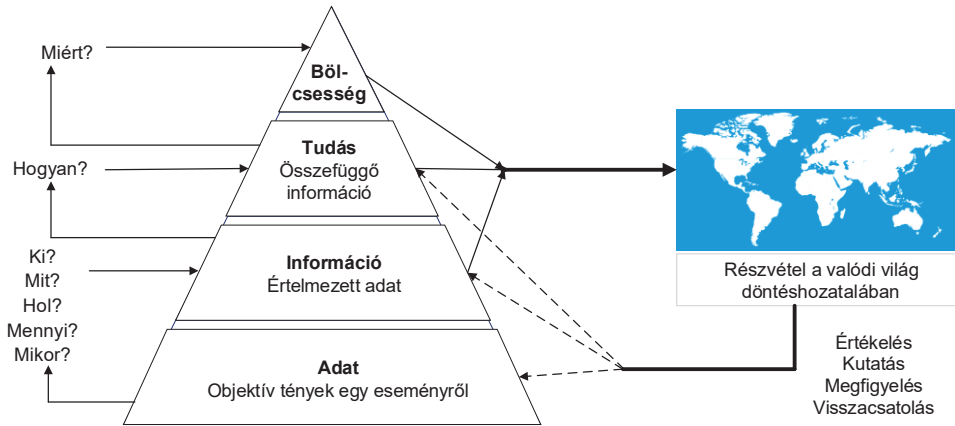 Miért?
Böl-
csesség
Hogyan?
Tudás
Összefüggő
információ
Ki?
Mit?
Hol?
Mennyi?
Mikor?
Információ
Értelmezett adat
Adat
Objektív tények egy eseményről
Részvétel a valódi világ
döntéshozatalában
Értékelés
Kutatás
Megfigyelés
Visszacsatolás